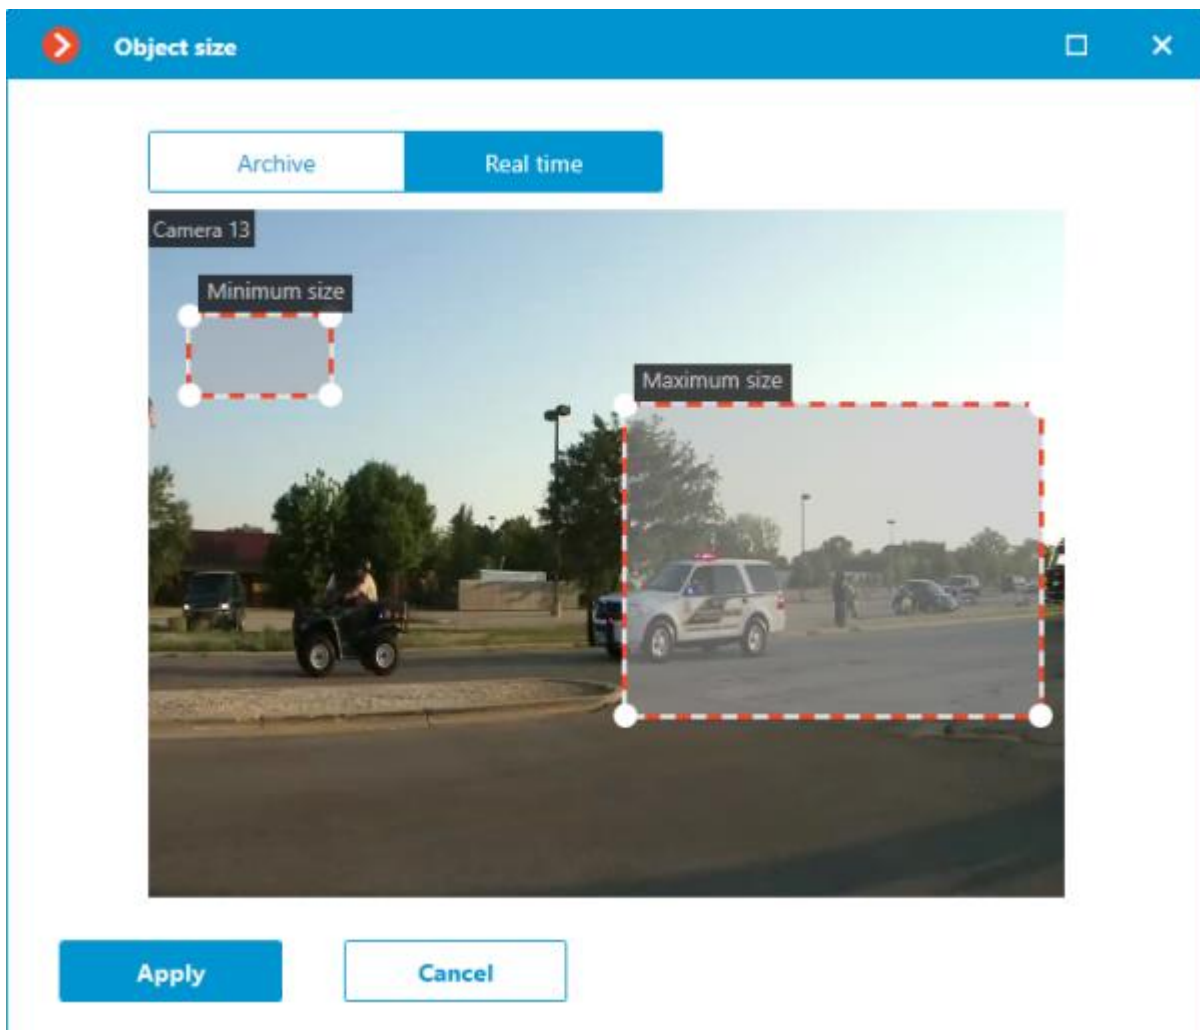 Object size
Archive
Real time
Camera 13
Minimum size
Maximum size
Apply
Cancel